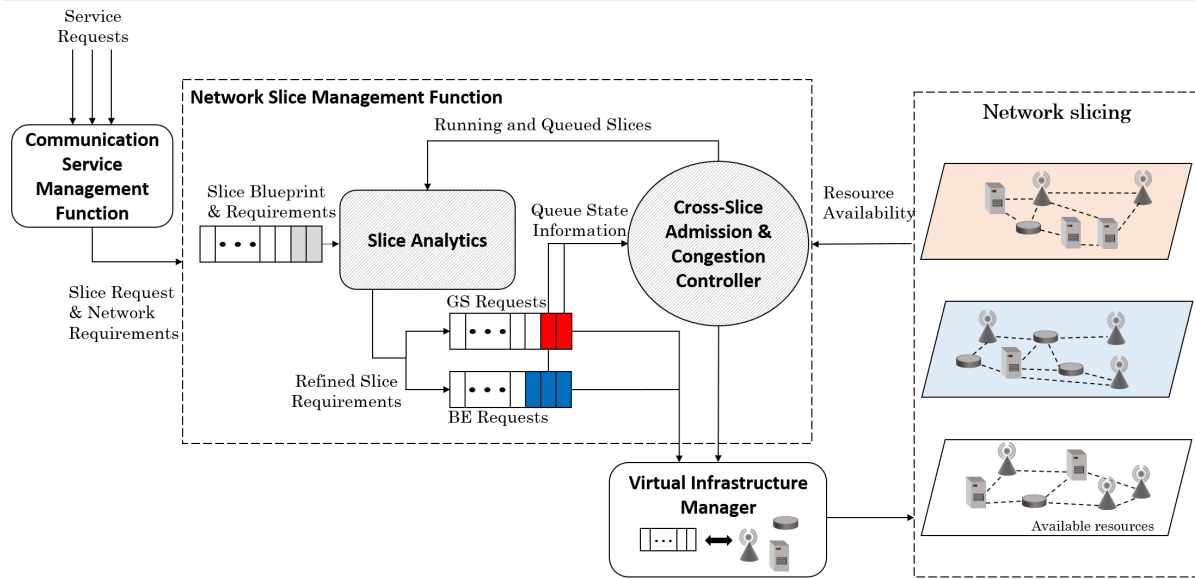 Service
Requests
Communication
Service
Management
Function
Slice Request
& Network
Requirements
Network Slice Management Function
Running and Queued Slices
Slice Blueprint
& Requirements
Slice Analytics
Queue State
Information
Cross-Slice
Admission &
Congestion
Controller
GS Requests
Refined Slice
Requirements
BE Requests
Virtual Infrastructure
Manager
Resource
Availability
Network slicing
Available resources